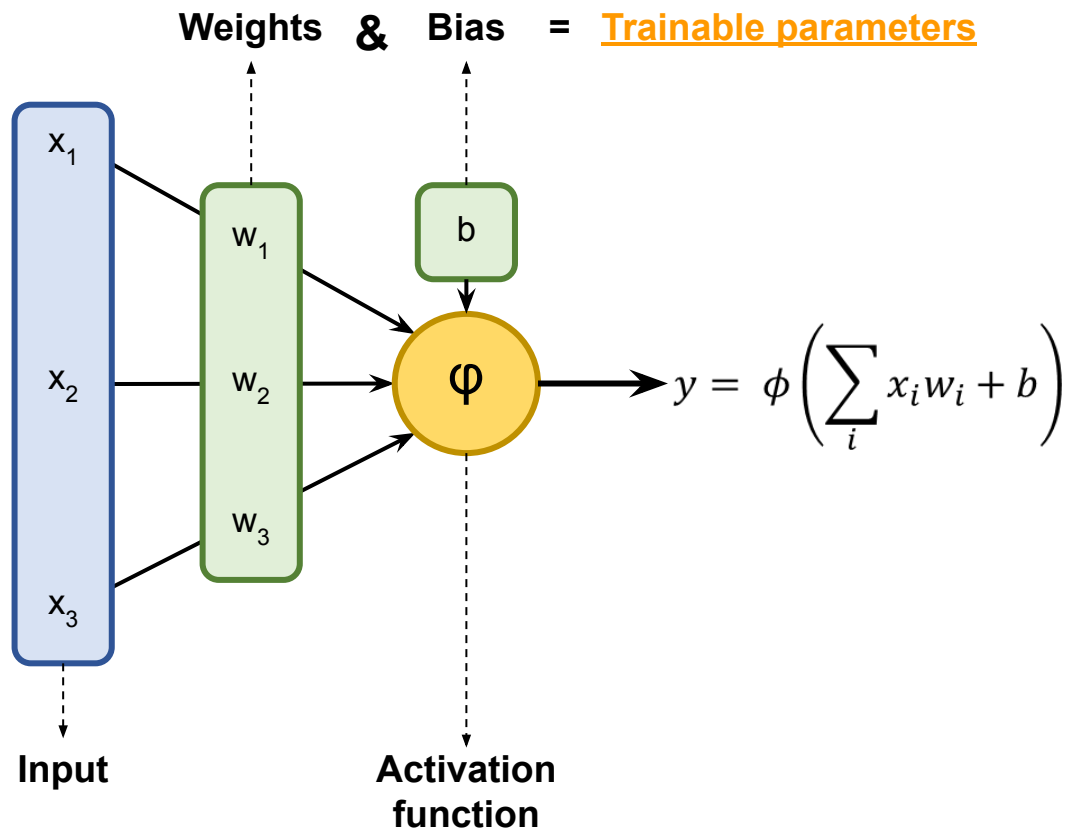 Weights & Bias = Trainable parameters
x₁
w₁
b
x₂
w₂
φ
y = ϕ(∑ᵢ xᵢwᵢ + b)
w₃
x₃
Input
Activation
function